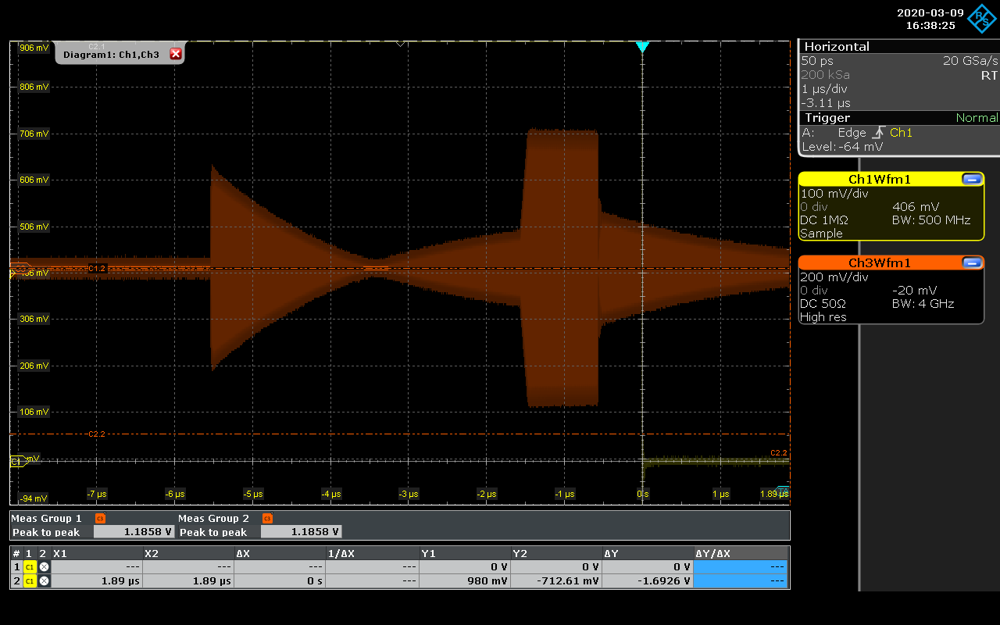 2020-03-09
16:38:25
R&S
Horizontal
50 ps 20 GSa/s
200 kSa RT
1 µs/div
-3.11 µs
Trigger Normal
A: Edge Ch1
Level: -64 mV
Ch1Wfm1
100 mV/div
0 div 406 mV
DC 1MΩ BW: 500 MHz
Sample
Ch3Wfm1
200 mV/div
0 div -20 mV
DC 50Ω BW: 4 GHz
High res
C2.1
Diagram1: Ch1,Ch3
906 mV
806 mV
706 mV
606 mV
506 mV
C1.2
306 mV
206 mV
106 mV
C2.2
C2.2
C1 mV
-94 mV
-7 µs -6 µs -5 µs -4 µs -3 µs -2 µs -1 µs 0 s 1 µs 1.89 µs
TA
Meas Group 1 C3 Meas Group 2 C3
Peak to peak 1.1858 V Peak to peak 1.1858 V
# 1 2 X1 X2 ΔX 1/ΔX Y1 Y2 ΔY ΔY/ΔX
1 C1 --- --- --- --- 0 V 0 V 0 V ---
2 C1 1.89 µs 1.89 µs 0 s --- 980 mV -712.61 mV -1.6926 V ---